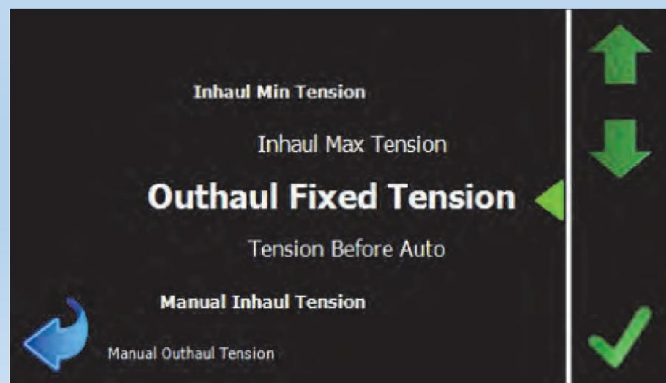 Inhaul Min Tension
Inhaul Max Tension
Outhaul Fixed Tension
Tension Before Auto
Manual Inhaul Tension
Manual Outhaul Tension